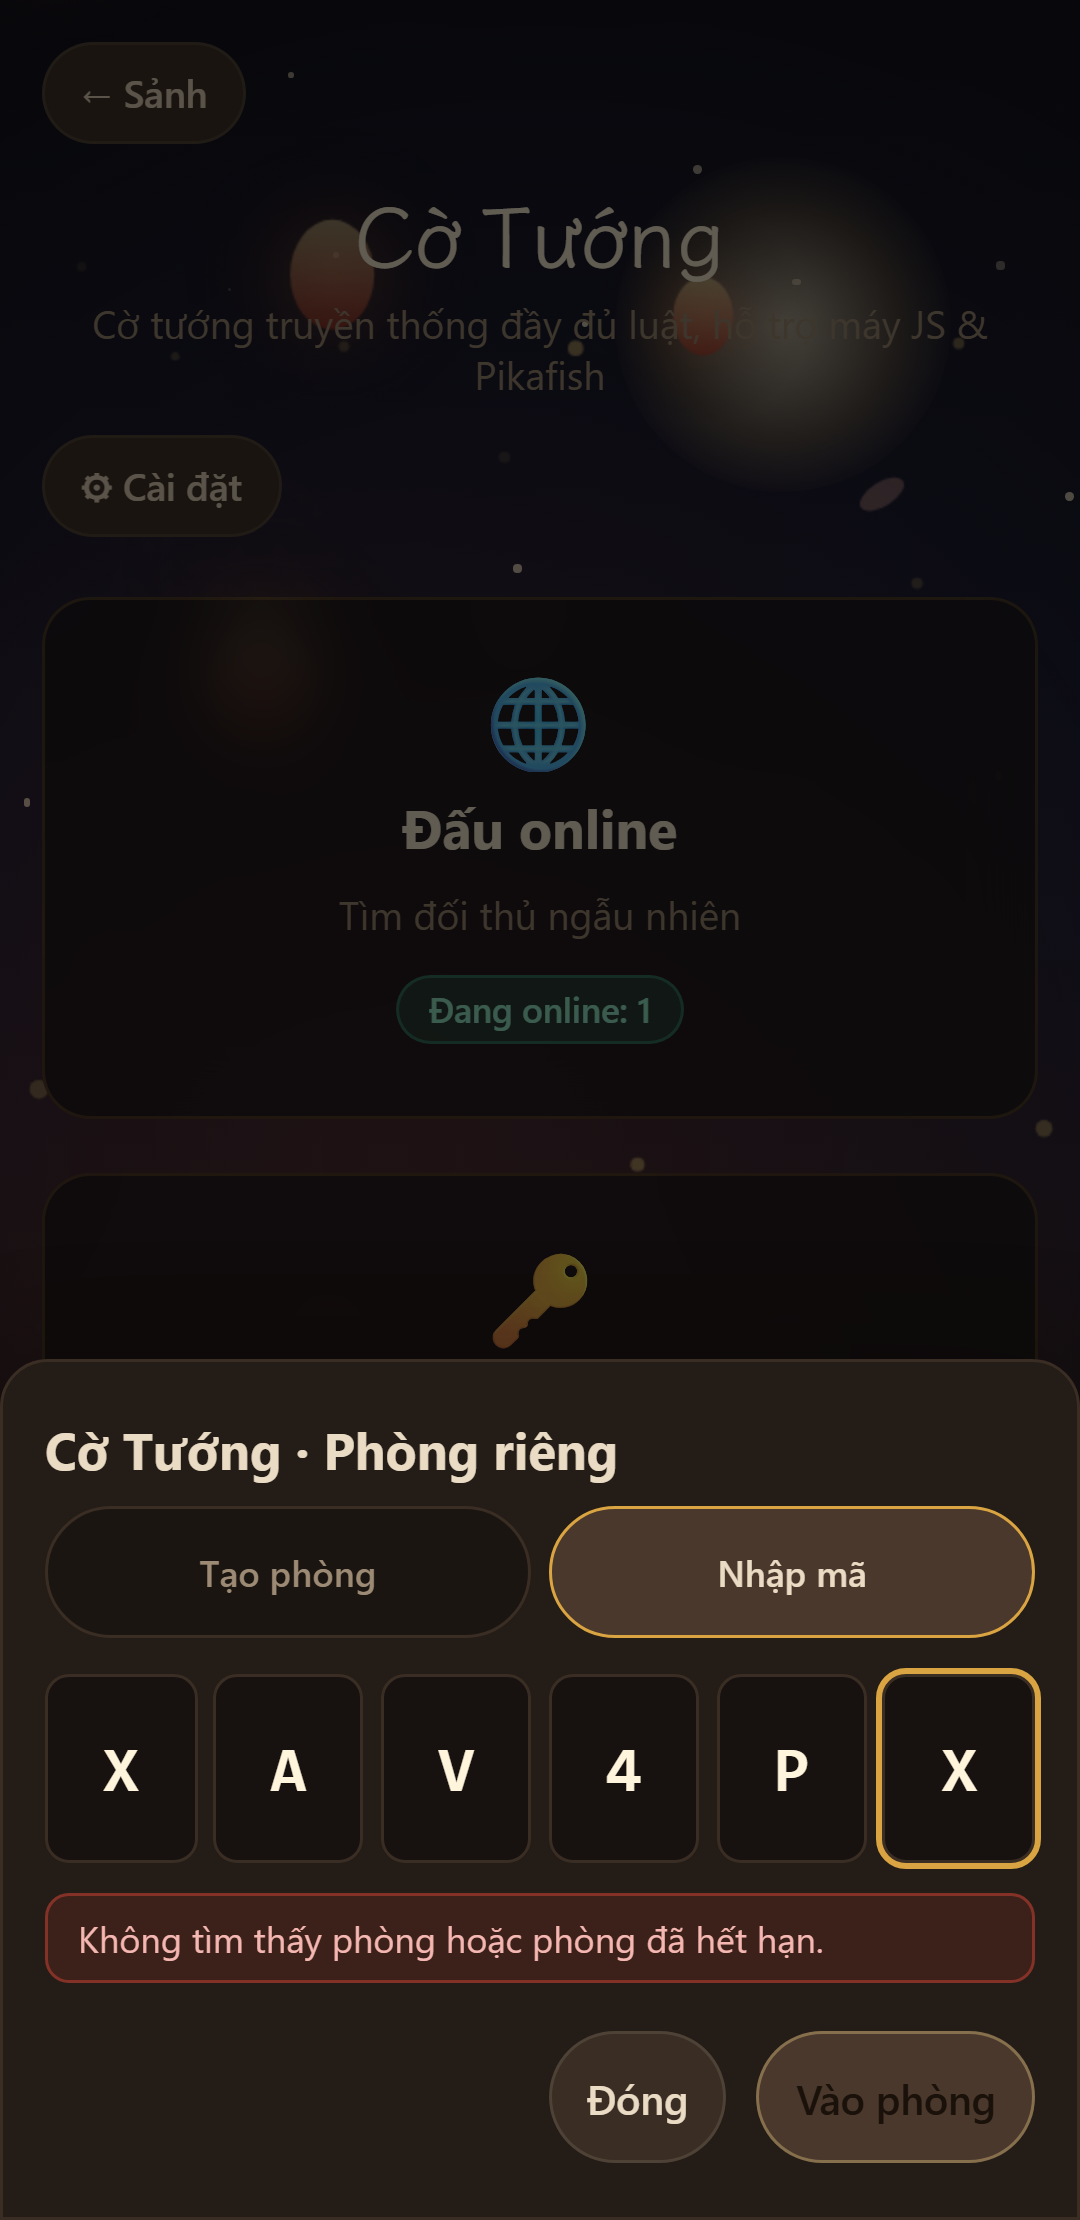 ← Sảnh
Cờ Tướng
Cờ tướng truyền thống đầy đủ luật, hỗ trợ máy JS &
Pikafish
⚙ Cài đặt
Đấu online
Tìm đối thủ ngẫu nhiên
Đang online: 1
Cờ Tướng · Phòng riêng
Tạo phòng
Nhập mã
X A V 4 P X
Không tìm thấy phòng hoặc phòng đã hết hạn.
Đóng
Vào phòng